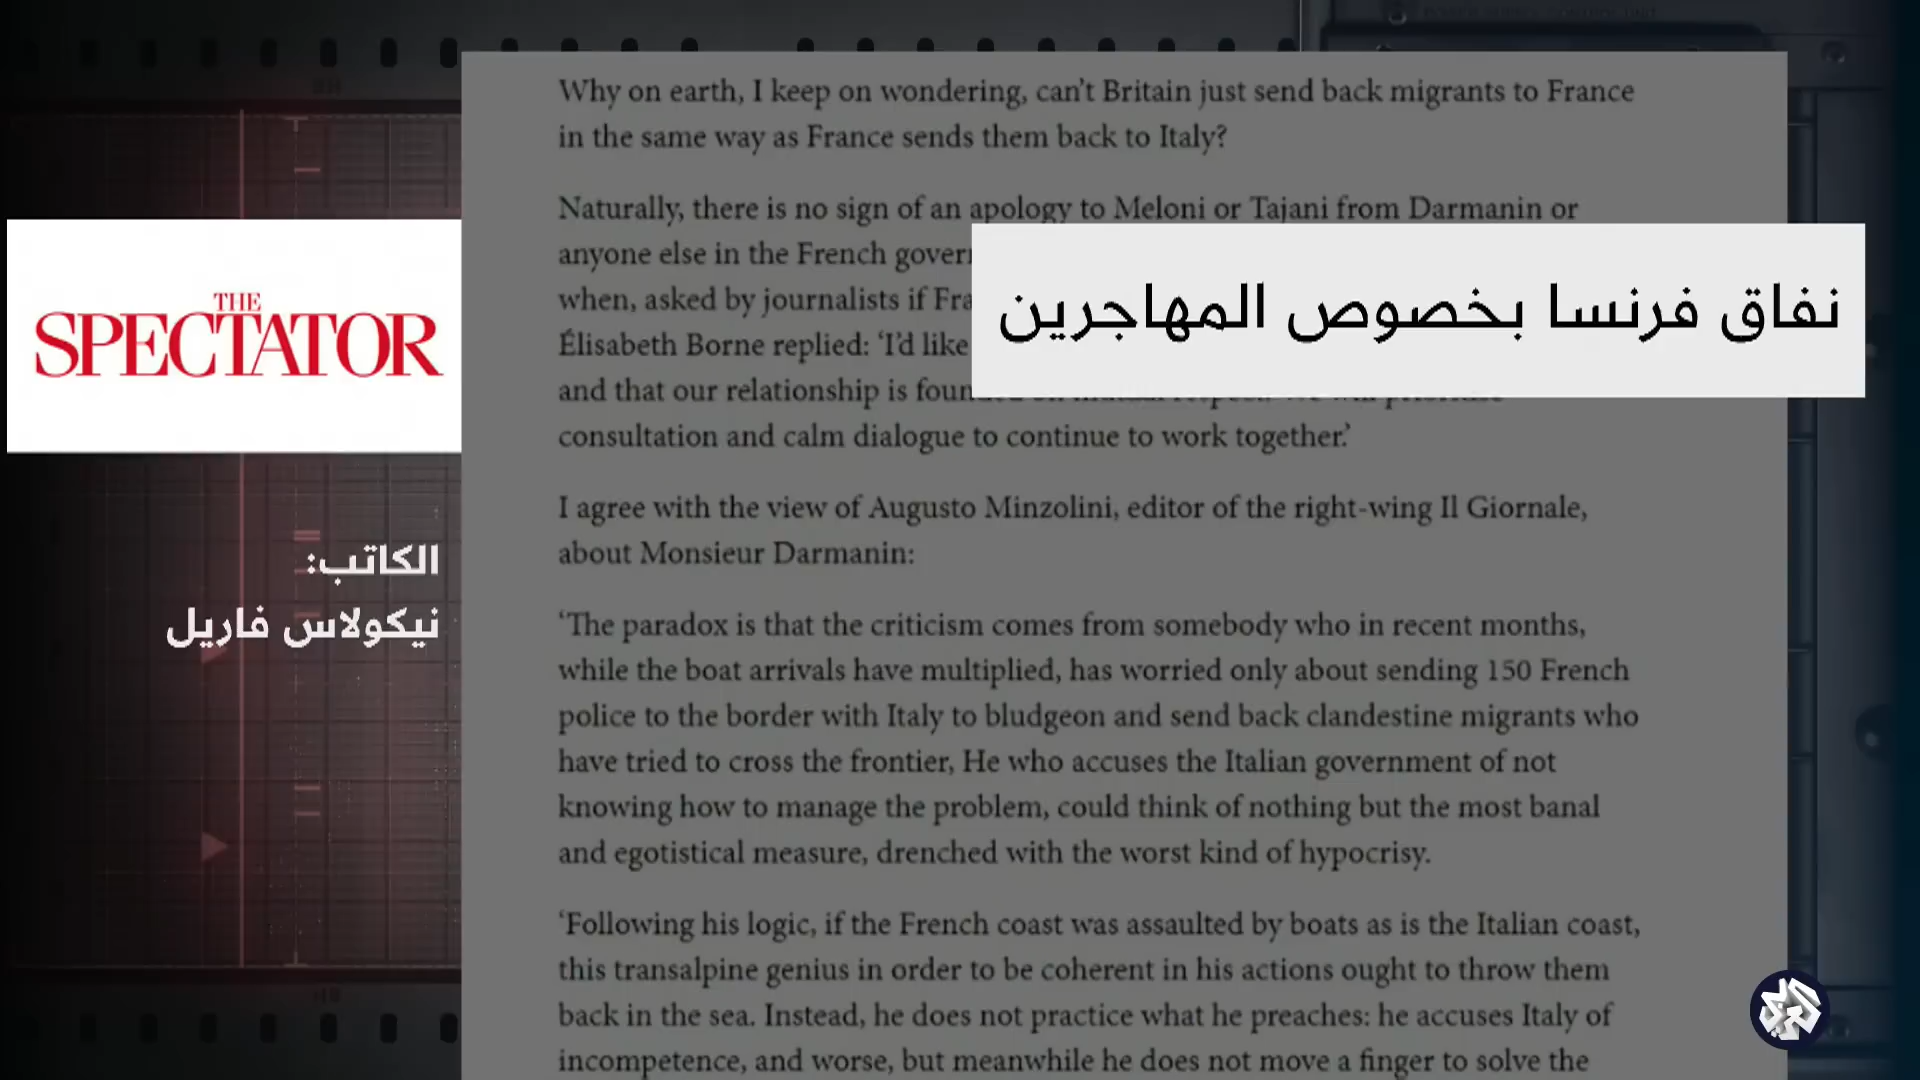 Why on earth, I keep on wondering, can't Britain just send back migrants to France
in the same way as France sends them back to Italy?
Naturally, there is no sign of an apology to Meloni or Tajani from Darmanin or
anyone else in the French
when, asked by journalists if
Élisabeth Borne replied: 'I'd like
and that our relationship is
consultation and calm dialogue to continue to work together.'
I agree with the view of Augusto Minzolini, editor of the right-wing Il Giornale,
about Monsieur Darmanin:
'The paradox is that the criticism comes from somebody who in recent months,
while the boat arrivals have multiplied, has worried only about sending 150 French
police to the border with Italy to bludgeon and send back clandestine migrants who
have tried to cross the frontier, He who accuses the Italian government of not
knowing how to manage the problem, could think of nothing but the most banal
and egotistical measure, drenched with the worst kind of hypocrisy.
'Following his logic, if the French coast was assaulted by boats as is the Italian coast,
this transalpine genius in order to be coherent in his actions ought to throw them
back in the sea. Instead, he does not practice what he preaches: he accuses Italy of
incompetence, and worse, but meanwhile he does not move a finger to solve the
نفاق فرنسا بخصوص المهاجرين
THE
SPECTATOR
الكاتب:
نيكولاس فاريل